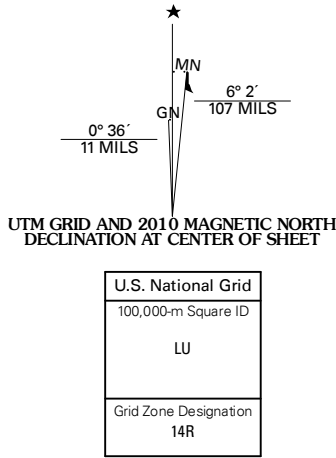 ★
MN
6° 2´
107 MILS
GN
0° 36´
11 MILS
UTM GRID AND 2010 MAGNETIC NORTH
DECLINATION AT CENTER OF SHEET
U.S. National Grid
100,000-m Square ID
LU
Grid Zone Designation
14R